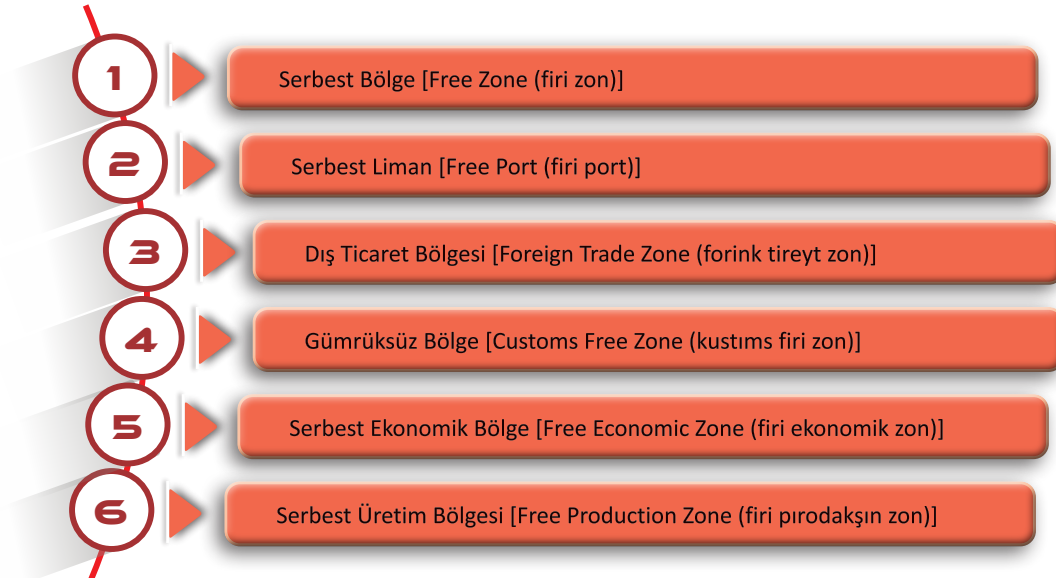 1
Serbest Bölge [Free Zone (firi zon)]
2
Serbest Liman [Free Port (firi port)]
3
Dış Ticaret Bölgesi [Foreign Trade Zone (forink tireyt zon)]
4
Gümrüksüz Bölge [Customs Free Zone (kustıms firi zon)]
5
Serbest Ekonomik Bölge [Free Economic Zone (firi ekonomik zon)]
6
Serbest Üretim Bölgesi [Free Production Zone (firi pırodakşın zon)]